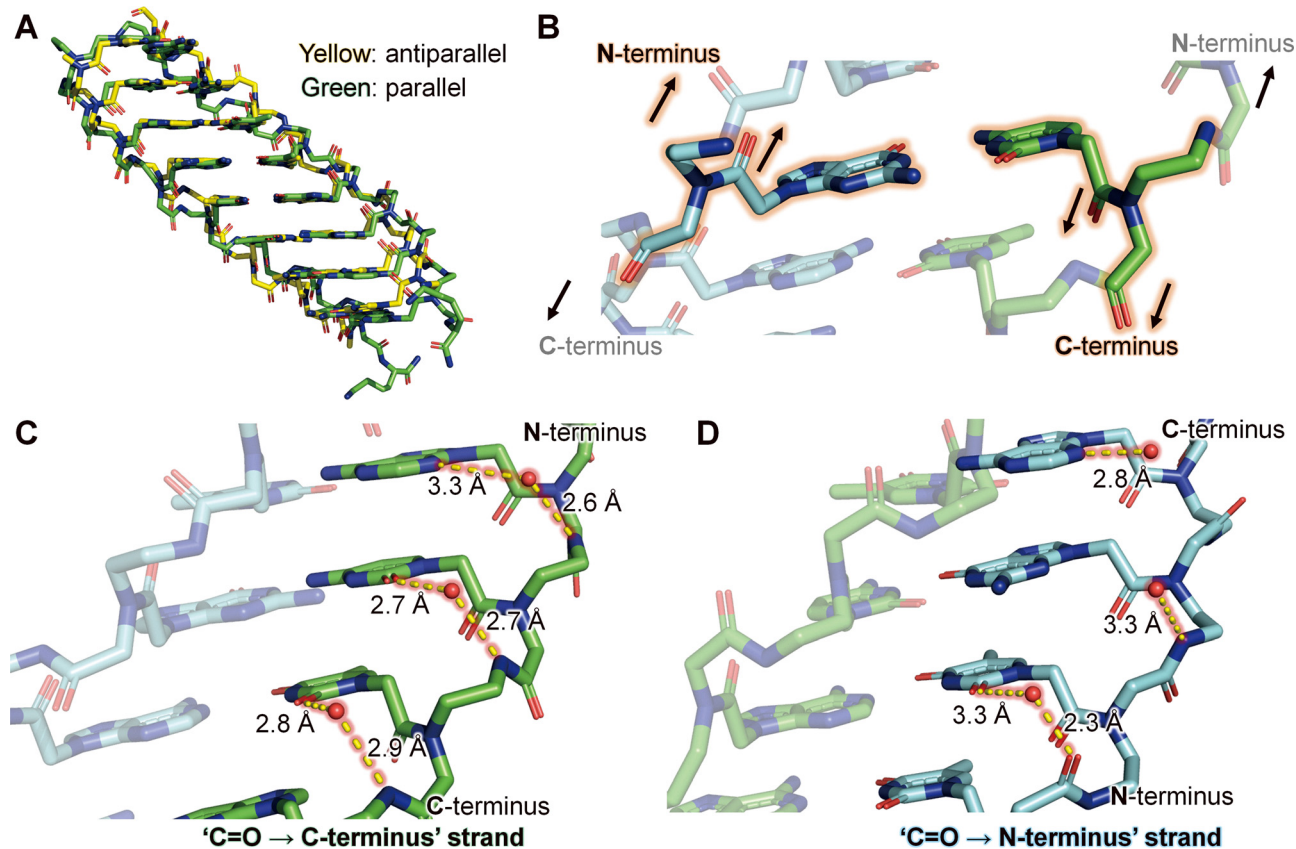 A
Yellow: antiparallel
Green: parallel
B
N-terminus
N-terminus
C-terminus
C-terminus
C
N-terminus
3.3 Å
2.6 Å
2.7 Å
2.7 Å
2.8 Å
2.9 Å
C-terminus
'C=O → C-terminus' strand
D
C-terminus
2.8 Å
3.3 Å
3.3 Å
2.3 Å
N-terminus
'C=O → N-terminus' strand